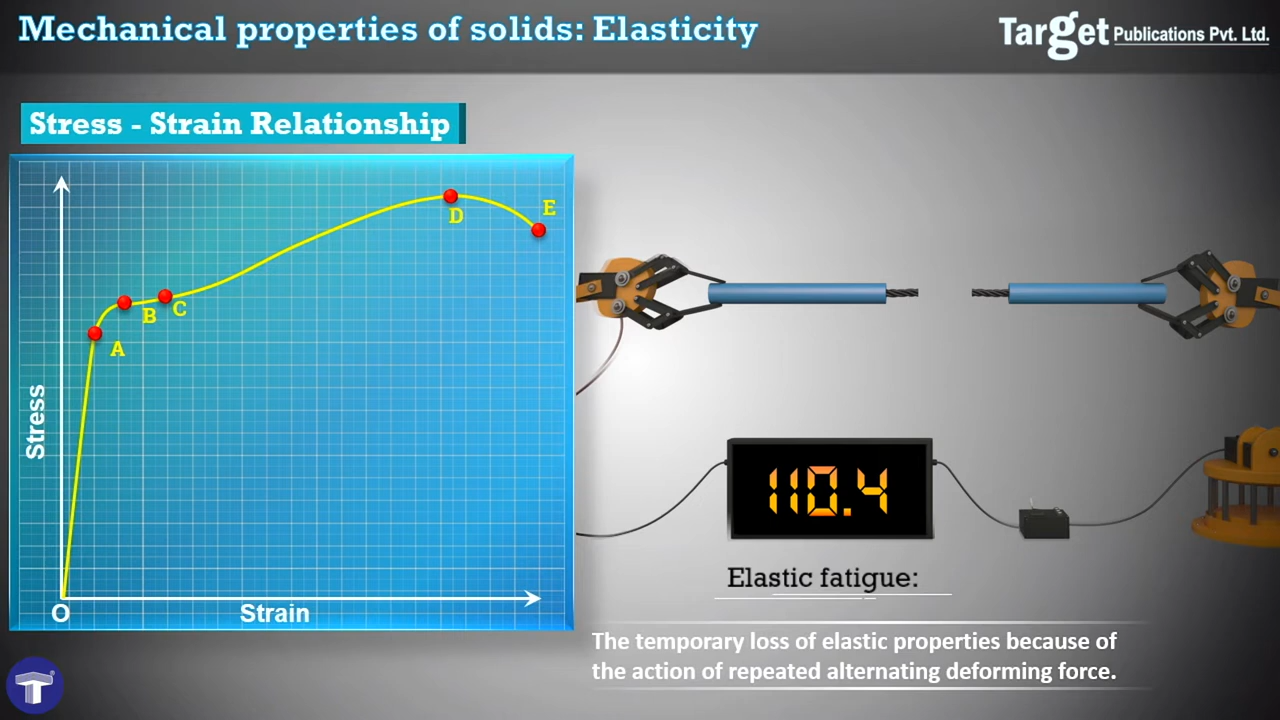 Mechanical properties of solids: Elasticity
Target Publications Pvt. Ltd.
Stress - Strain Relationship
D
E
B
C
A
Stress
O
Strain
110.4
Elastic fatigue:
The temporary loss of elastic properties because of
the action of repeated alternating deforming force.
T